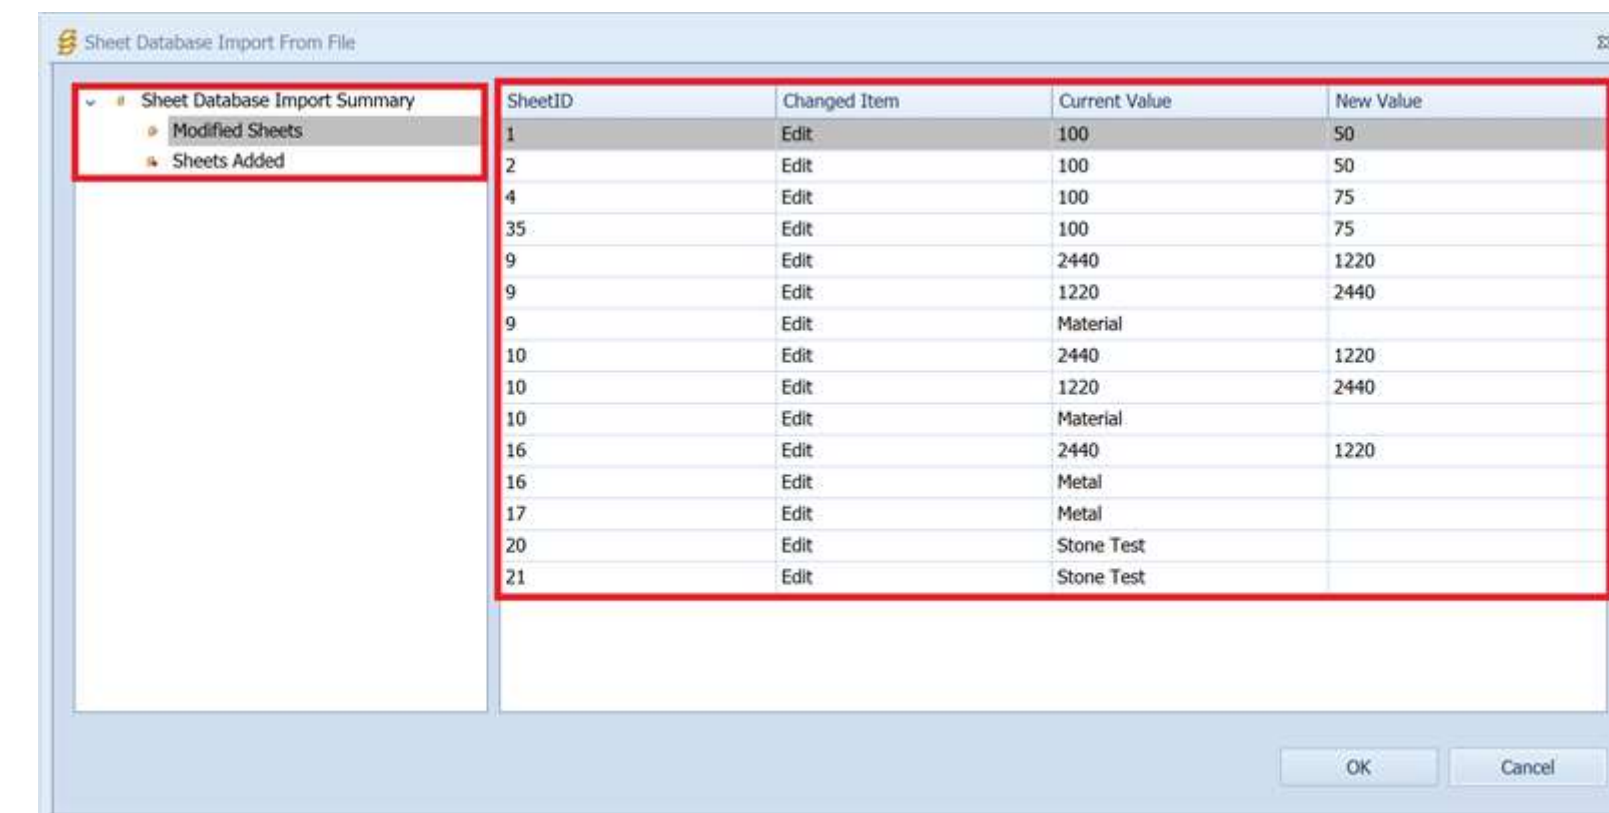 Sheet Database Import From File
Sheet Database Import Summary
Modified Sheets
Sheets Added
SheetID Changed Item Current Value New Value
1 Edit 100 50
2 Edit 100 50
4 Edit 100 75
35 Edit 100 75
9 Edit 2440 1220
9 Edit 1220 2440
9 Edit Material
10 Edit 2440 1220
10 Edit 1220 2440
10 Edit Material
16 Edit 2440 1220
16 Edit Metal
17 Edit Metal
20 Edit Stone Test
21 Edit Stone Test
OK Cancel